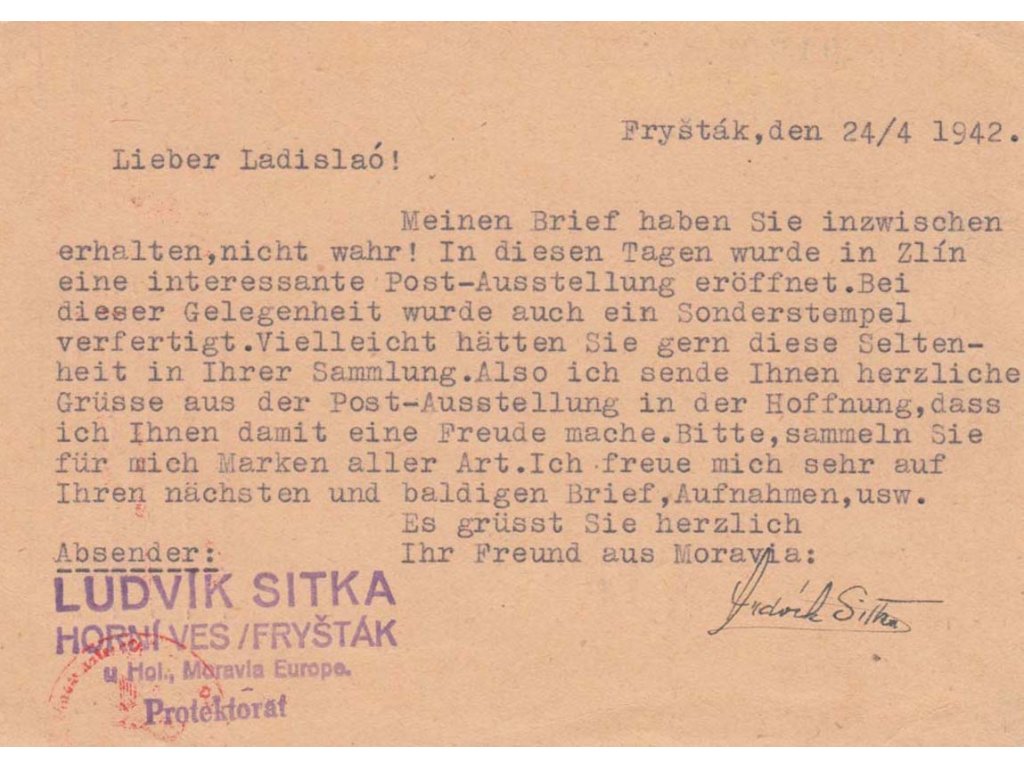 Fryšták,den 24/4 1942.
Lieber Ladislaó!
Meinen Brief haben Sie inzwischen
erhalten,nicht wahr! In diesen Tagen wurde in Zlín
eine interessante Post-Ausstellung eröffnet.Bei
dieser Gelegenheit wurde auch ein Sonderstempel
verfertigt.Vielleicht hätten Sie gern diese Selten-
heit in Ihrer Sammlung.Also ich sende Ihnen herzliche
Grüsse aus der Post-Ausstellung in der Hoffnung,dass
ich Ihnen damit eine Freude mache.Bitte,sammeln Sie
für mich Marken aller Art.Ich freue mich sehr auf
Ihren nächsten und baldigen Brief,Aufnahmen,usw.
Es grüsst Sie herzlich
Absender: Ihr Freund aus Moravia:
Ludvík Sitka
LUDVÍK SITKA
HORNÍ VES/FRYŠTÁK
u Hol., Moravia Europe.
Protektorát